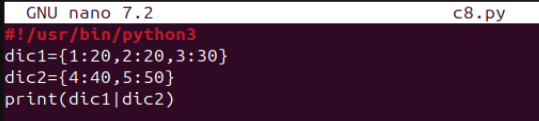 GNU nano 7.2 c8.py
#!/usr/bin/python3
dic1={1:20,2:20,3:30}
dic2={4:40,5:50}
print(dic1|dic2)